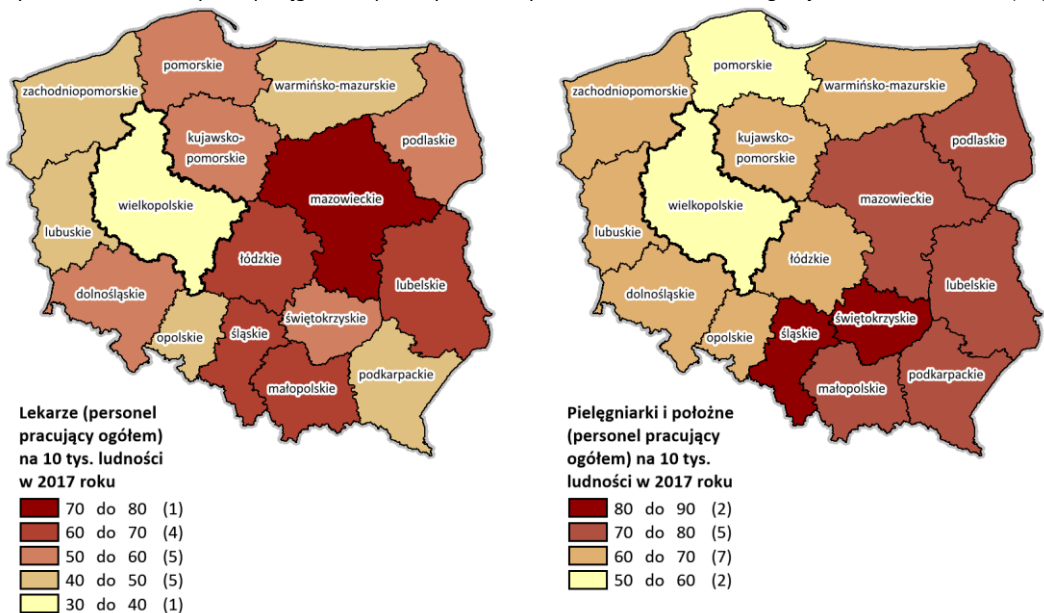 pomorskie
zachodniopomorskie
warmińsko-mazurskie
kujawsko-
pomorskie
podlaskie
mazowieckie
wielkopolskie
lubuskie
łódzkie
lubelskie
dolnośląskie
świętokrzyskie
opolskie
śląskie
podkarpackie
małopolskie
Lekarze (personel
pracujący ogółem)
na 10 tys. ludności
w 2017 roku
70 do 80 (1)
60 do 70 (4)
50 do 60 (5)
40 do 50 (5)
30 do 40 (1)
pomorskie
zachodniopomorskie
warmińsko-mazurskie
kujawsko-
pomorskie
podlaskie
mazowieckie
wielkopolskie
lubuskie
łódzkie
lubelskie
dolnośląskie
świętokrzyskie
opolskie
śląskie
podkarpackie
małopolskie
Pielęgniarki i położne
(personel pracujący
ogółem) na 10 tys.
ludności w 2017 roku
80 do 90 (2)
70 do 80 (5)
60 do 70 (7)
50 do 60 (2)